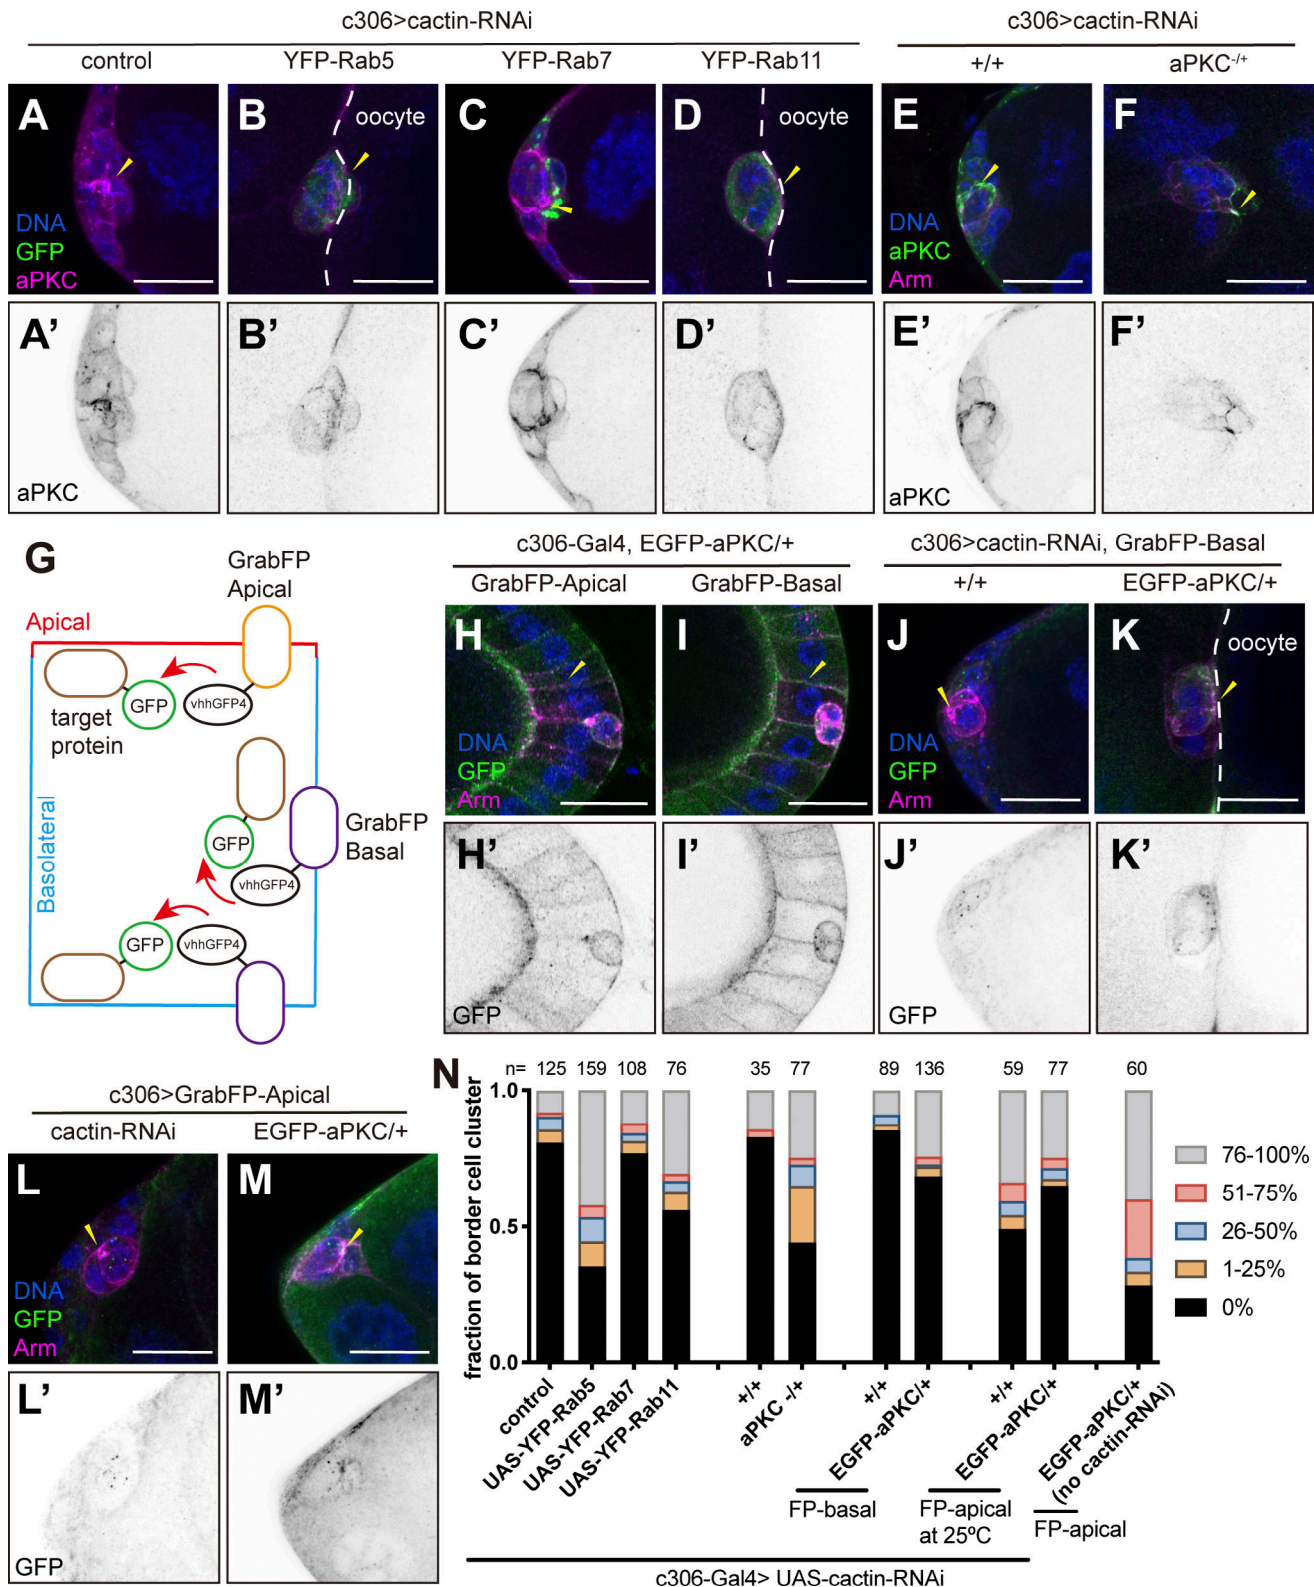 c306>cactin-RNAi
c306>cactin-RNAi
control
YFP-Rab5
YFP-Rab7
YFP-Rab11
+/+
aPKC-/+
A
B
oocyte
C
D
oocyte
E
F
DNA
GFP
aPKC
DNA
aPKC
Arm
A'
B'
C'
D'
E'
F'
aPKC
aPKC
G
GrabFP
Apical
Apical
GFP
vhhGFP4
target
protein
Basolateral
GFP
vhhGFP4
GrabFP
Basal
GFP
vhhGFP4
c306-Gal4, EGFP-aPKC/+
c306>cactin-RNAi, GrabFP-Basal
GrabFP-Apical
GrabFP-Basal
+/+
EGFP-aPKC/+
H
I
J
K
oocyte
DNA
GFP
Arm
DNA
GFP
Arm
H'
I'
J'
K'
GFP
GFP
c306>GrabFP-Apical
cactin-RNAi
EGFP-aPKC/+
L
M
DNA
GFP
Arm
L'
M'
GFP
N
n= 125 159 108 76 35 77 89 136 59 77 60
1.0
0.5
0.0
fraction of border cell cluster
76-100%
51-75%
26-50%
1-25%
0%
control
UAS-YFP-Rab5
UAS-YFP-Rab7
UAS-YFP-Rab11
+/+
aPKC -/+
+/+
EGFP-aPKC/+
+/+
EGFP-aPKC/+
EGFP-aPKC/+
(no cactin-RNAi)
FP-basal
FP-apical
at 25ºC
FP-apical
c306-Gal4> UAS-cactin-RNAi